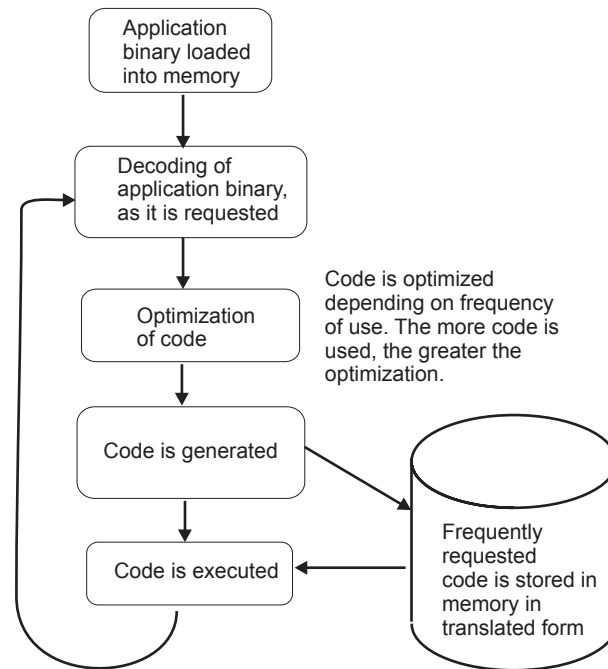 Application
binary loaded
into memory
Decoding of
application binary,
as it is requested
Optimization
of code
Code is optimized
depending on frequency
of use. The more code is
used, the greater the
optimization.
Code is generated
Code is executed
Frequently
requested
code is stored in
memory in
translated form